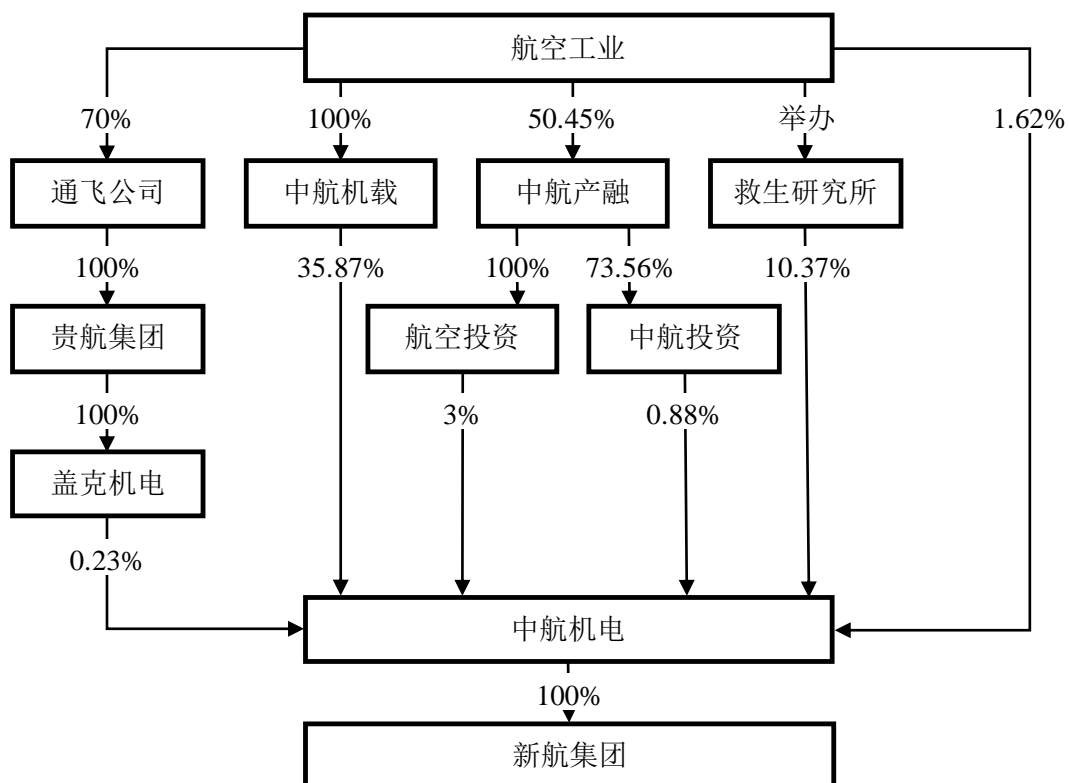 航空工业
70%
100%
50.45%
举办
1.62%
通飞公司
中航机载
中航产融
救生研究所
100%
35.87%
100%
73.56%
10.37%
贵航集团
航空投资
中航投资
100%
3%
0.88%
盖克机电
0.23%
中航机电
100%
新航集团